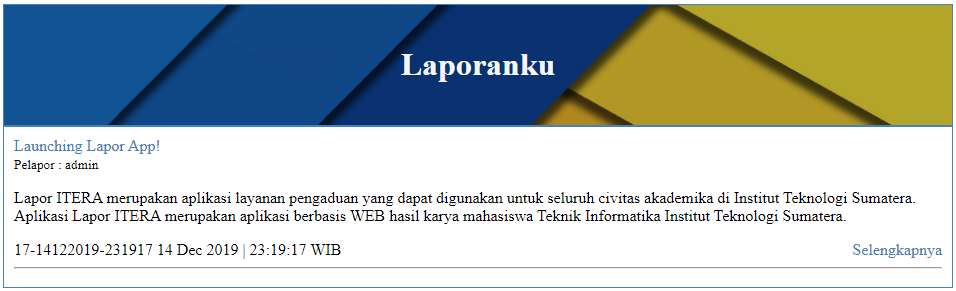 Laporanku
Launching Lapor App!
Pelapor : admin
Lapor ITERA merupakan aplikasi layanan pengaduan yang dapat digunakan untuk seluruh civitas akademika di Institut Teknologi Sumatera.
Aplikasi Lapor ITERA merupakan aplikasi berbasis WEB hasil karya mahasiswa Teknik Informatika Institut Teknologi Sumatera.
17-14122019-231917 14 Dec 2019 | 23:19:17 WIB Selengkapnya